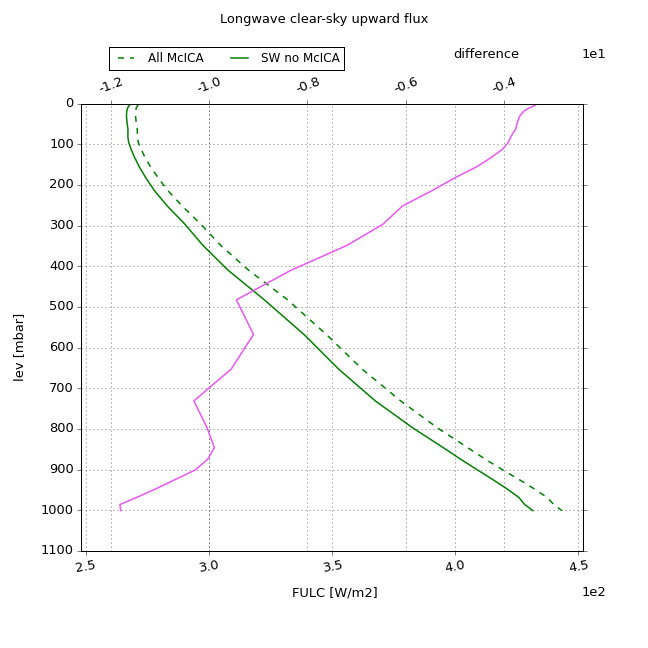 Longwave clear-sky upward flux
All McICA SW no McICA
difference 1e1
-1.2 -1.0 -0.8 -0.6 -0.4
0
100
200
300
400
500
600
700
800
900
1000
1100
lev [mbar]
2.5 3.0 3.5 4.0 4.5
FULC [W/m2] 1e2